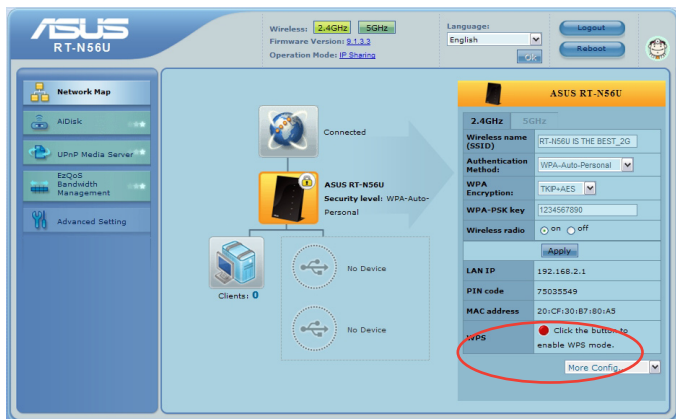 ASUS
RT-N56U
Wireless: 2.4GHz 5GHz
Firmware Version: 9.1.3.3
Operation Mode: IP Sharing
Language:
English
Ok
Logout
Reboot
Network Map
AiDisk
UPnP Media Server
EzQoS
Bandwidth
Management
Advanced Setting
Connected
ASUS RT-N56U
Security level: WPA-Auto-
Personal
Clients: 0
No Device
No Device
ASUS RT-N56U
2.4GHz 5GHz
Wireless name
(SSID)
RT-N56U IS THE BEST_2G
Authentication
Method:
WPA-Auto-Personal
WPA
Encryption:
TKIP+AES
WPA-PSK key
1234567890
Wireless radio
on off
Apply
LAN IP
192.168.2.1
PIN code
75035549
MAC address
20:CF:30:B7:80:A5
WPS
Click the button to
enable WPS mode.
More Config...